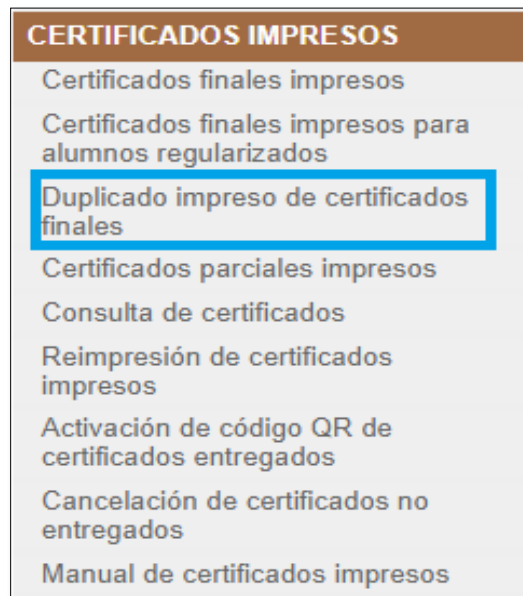 CERTIFICADOS IMPRESOS
Certificados finales impresos
Certificados finales impresos para
alumnos regularizados
Duplicado impreso de certificados
finales
Certificados parciales impresos
Consulta de certificados
Reimpresión de certificados
impresos
Activación de código QR de
certificados entregados
Cancelación de certificados no
entregados
Manual de certificados impresos